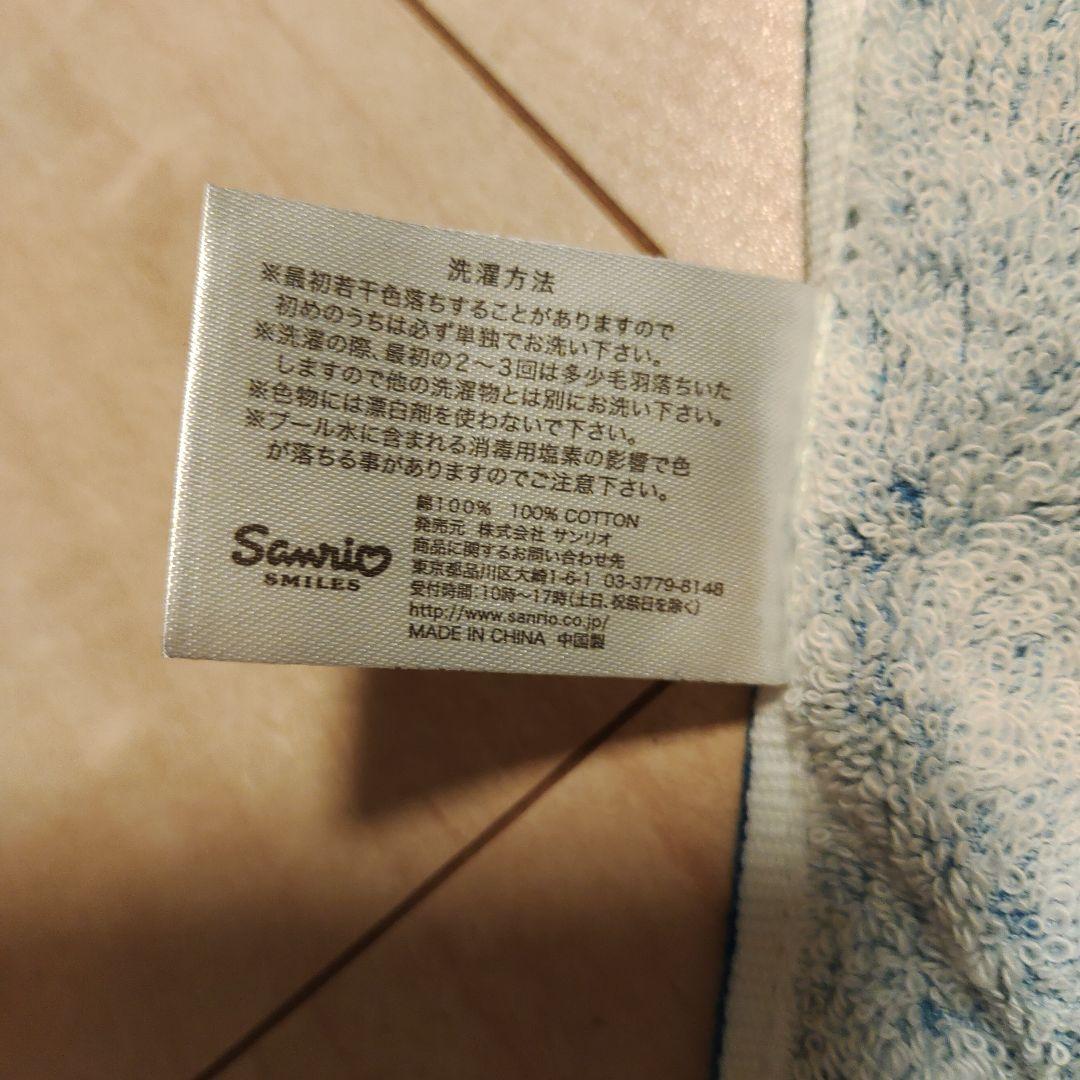 洗濯方法
※最初若干色落ちすることがありますので
初めのうちは必ず単独でお洗い下さい。
※洗濯の際、最初の2～3回は多少毛羽落ちいた
しますので他の洗濯物とは別にお洗い下さい。
※色物には漂白剤を使わないで下さい。
※プール水に含まれる消毒用塩素の影響で色
が落ちる事がありますのでご注意下さい。
綿100% 100% COTTON
発売元 株式会社 サンリオ
商品に関するお問い合わせ先
東京都品川区大崎1-6-1 03-3779-8148
受付時間:10時～17時(土日、祝祭日を除く)
http://www.sanrio.co.jp/
MADE IN CHINA 中国製
Sanrio
SMILES